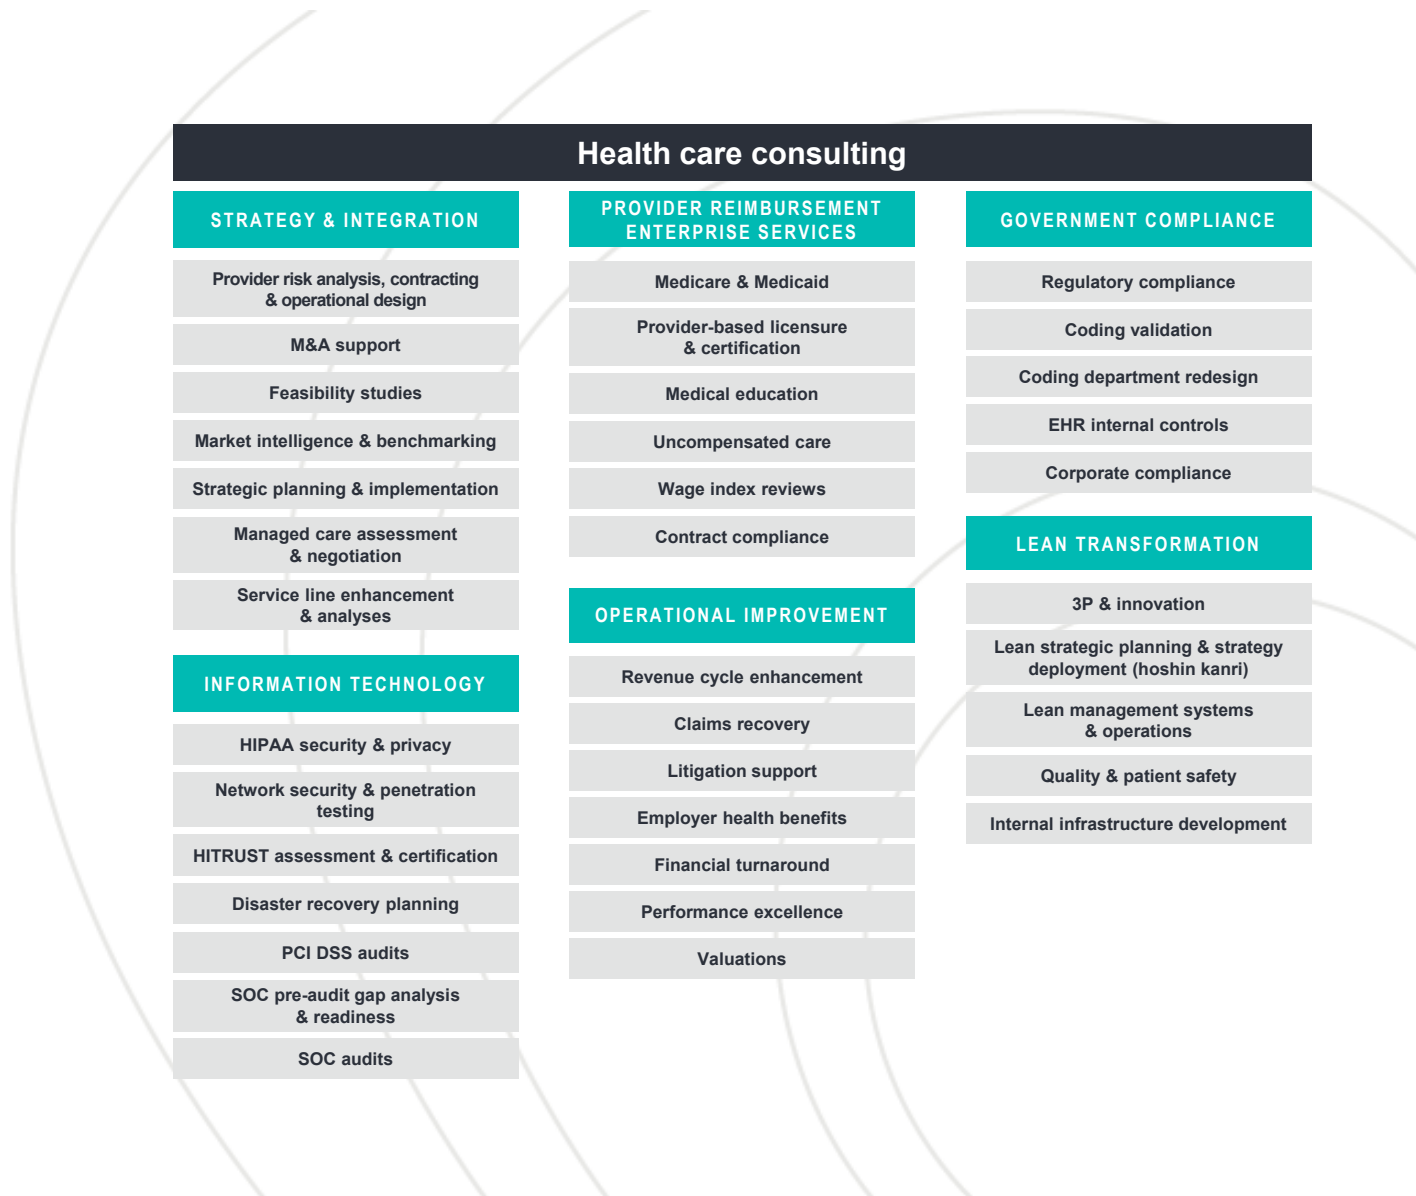 Health care consulting
STRATEGY & INTEGRATION
Provider risk analysis, contracting
& operational design
M&A support
Feasibility studies
Market intelligence & benchmarking
Strategic planning & implementation
Managed care assessment
& negotiation
Service line enhancement
& analyses
INFORMATION TECHNOLOGY
HIPAA security & privacy
Network security & penetration
testing
HITRUST assessment & certification
Disaster recovery planning
PCI DSS audits
SOC pre-audit gap analysis
& readiness
SOC audits
PROVIDER REIMBURSEMENT
ENTERPRISE SERVICES
Medicare & Medicaid
Provider-based licensure
& certification
Medical education
Uncompensated care
Wage index reviews
Contract compliance
OPERATIONAL IMPROVEMENT
Revenue cycle enhancement
Claims recovery
Litigation support
Employer health benefits
Financial turnaround
Performance excellence
Valuations
GOVERNMENT COMPLIANCE
Regulatory compliance
Coding validation
Coding department redesign
EHR internal controls
Corporate compliance
LEAN TRANSFORMATION
3P & innovation
Lean strategic planning & strategy
deployment (hoshin kanri)
Lean management systems
& operations
Quality & patient safety
Internal infrastructure development